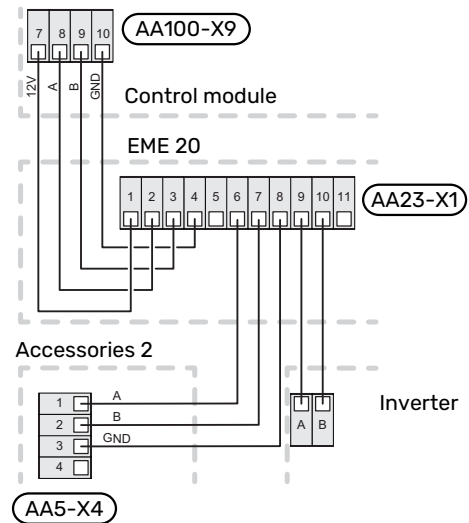 7 8 9 10
AA100-X9
12V A B GND
Control module
EME 20
1 2 3 4 5 6 7 8 9 10 11
AA23-X1
Accessories 2
1 A
2 B
3 GND
4
A B
Inverter
AA5-X4